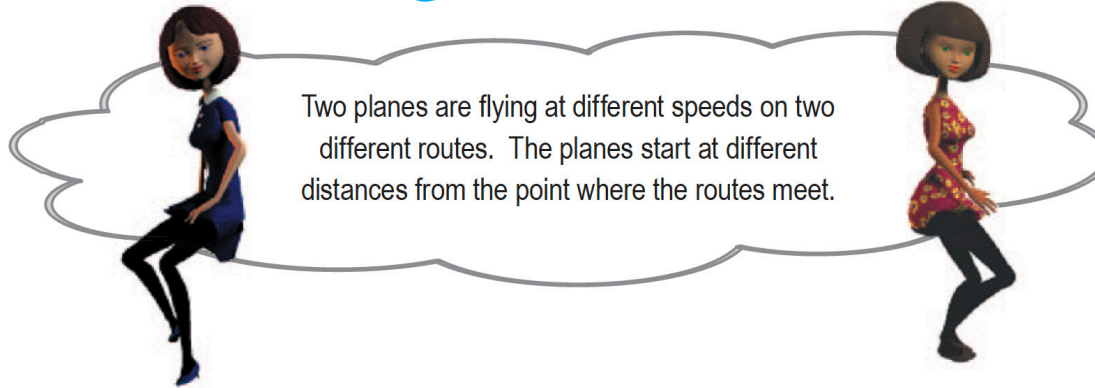 Two planes are flying at different speeds on two
different routes. The planes start at different
distances from the point where the routes meet.